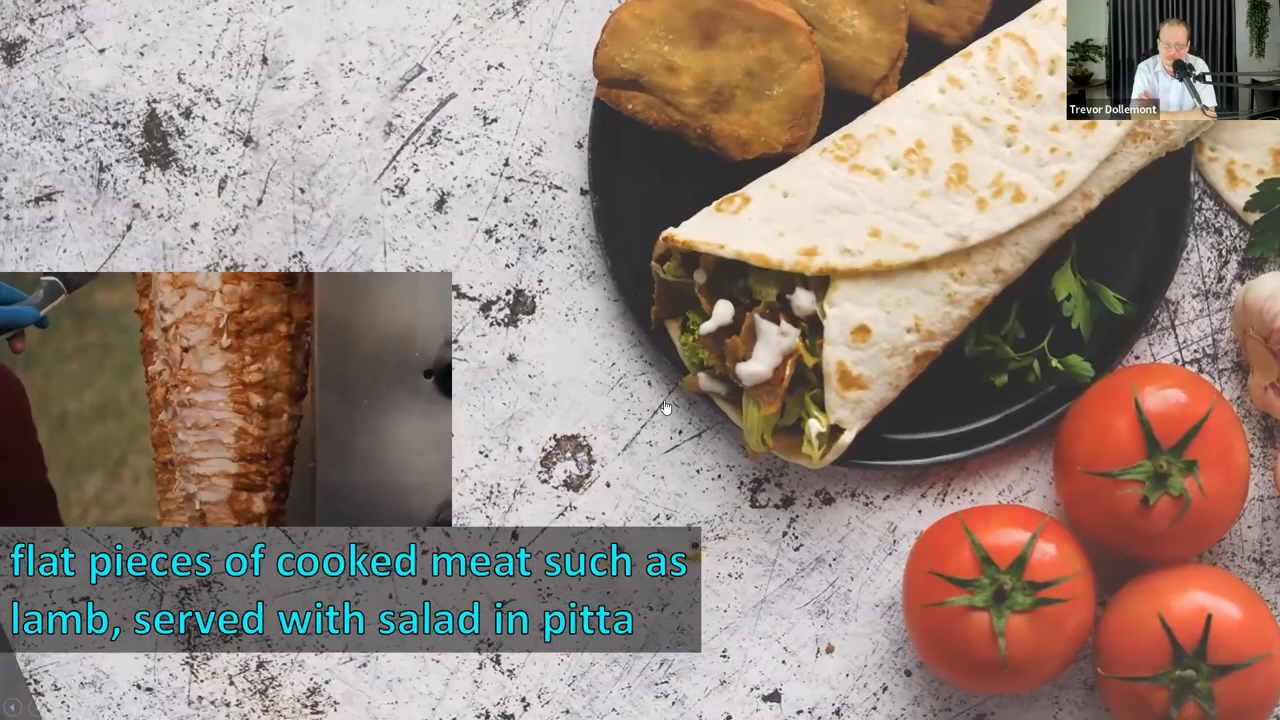 Trevor Dollemont
flat pieces of cooked meat such as
lamb, served with salad in pitta